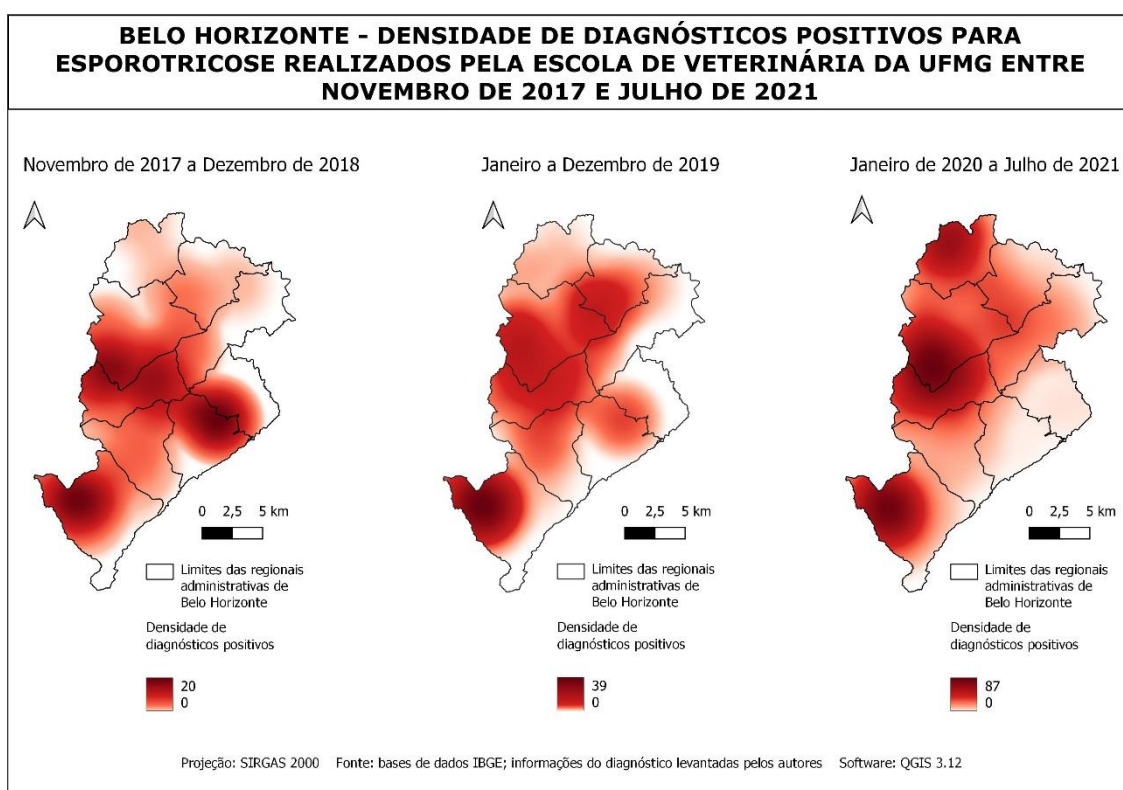 BELO HORIZONTE - DENSIDADE DE DIAGNÓSTICOS POSITIVOS PARA
ESPOROTRICOSE REALIZADOS PELA ESCOLA DE VETERINÁRIA DA UFMG ENTRE
NOVEMBRO DE 2017 E JULHO DE 2021
Novembro de 2017 a Dezembro de 2018
0 2,5 5 km
Limites das regionais
administrativas de
Belo Horizonte
Densidade de
diagnósticos positivos
20
0
Janeiro a Dezembro de 2019
0 2,5 5 km
Limites das regionais
administrativas de
Belo Horizonte
Densidade de
diagnósticos positivos
39
0
Janeiro de 2020 a Julho de 2021
0 2,5 5 km
Limites das regionais
administrativas de
Belo Horizonte
Densidade de
diagnósticos positivos
87
0
Projeção: SIRGAS 2000 Fonte: bases de dados IBGE; informações do diagnóstico levantadas pelos autores Software: QGIS 3.12